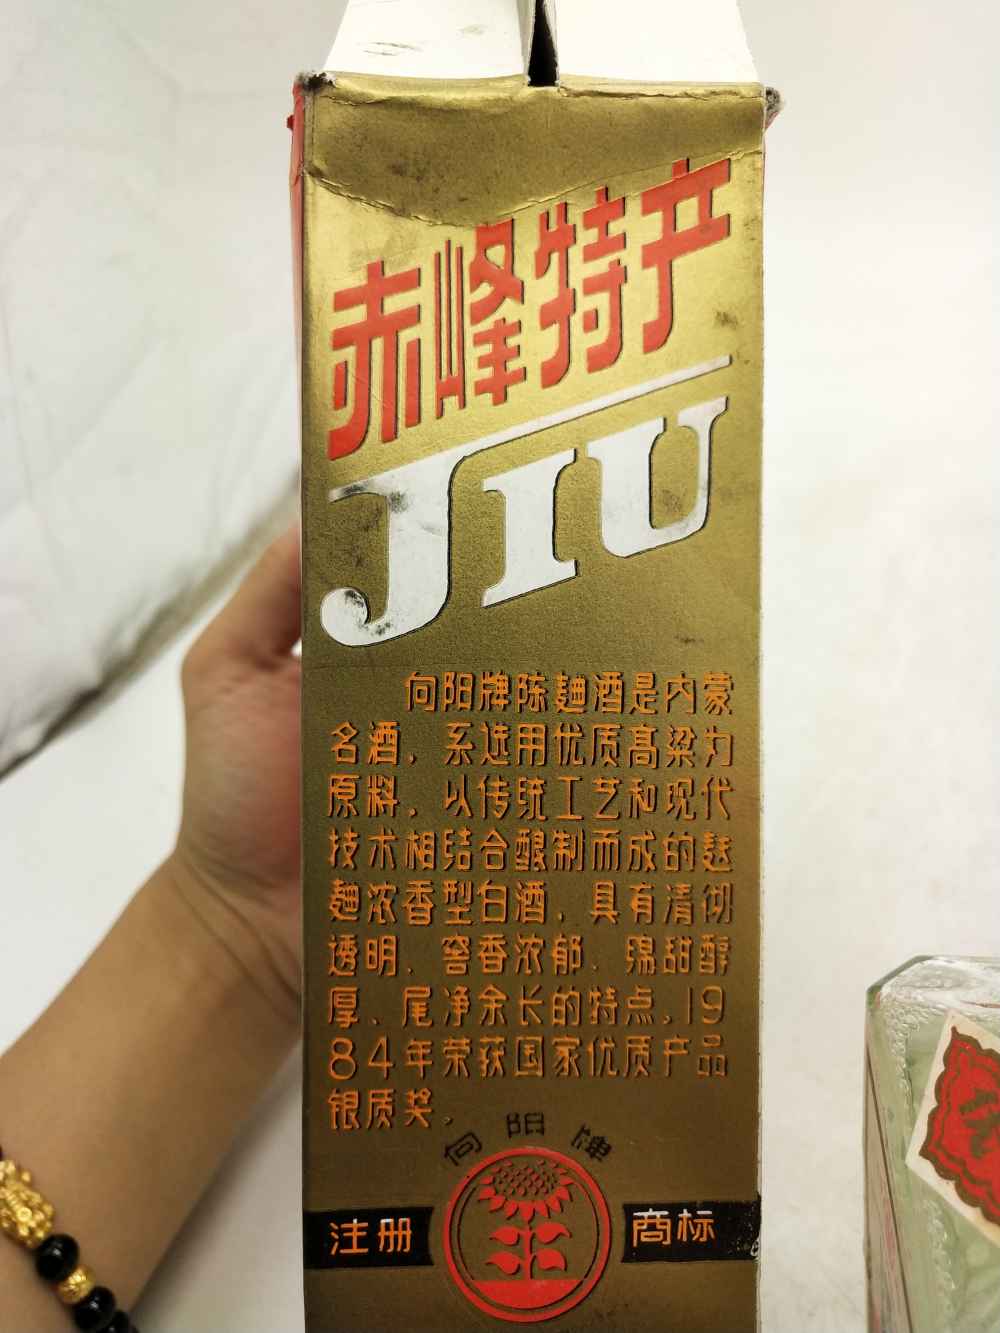 赤峰特产
JIU
向阳牌陈麯酒是内蒙
名酒，系选用优质高粱为
原料，以传统工艺和现代
技术相结合酿制而成的麸
麯浓香型白酒，具有清彻
透明、窖香浓郁、绵甜醇
厚、尾净余长的特点。19
84年荣获国家优质产品
银质奖。
向阳牌
注册 商标